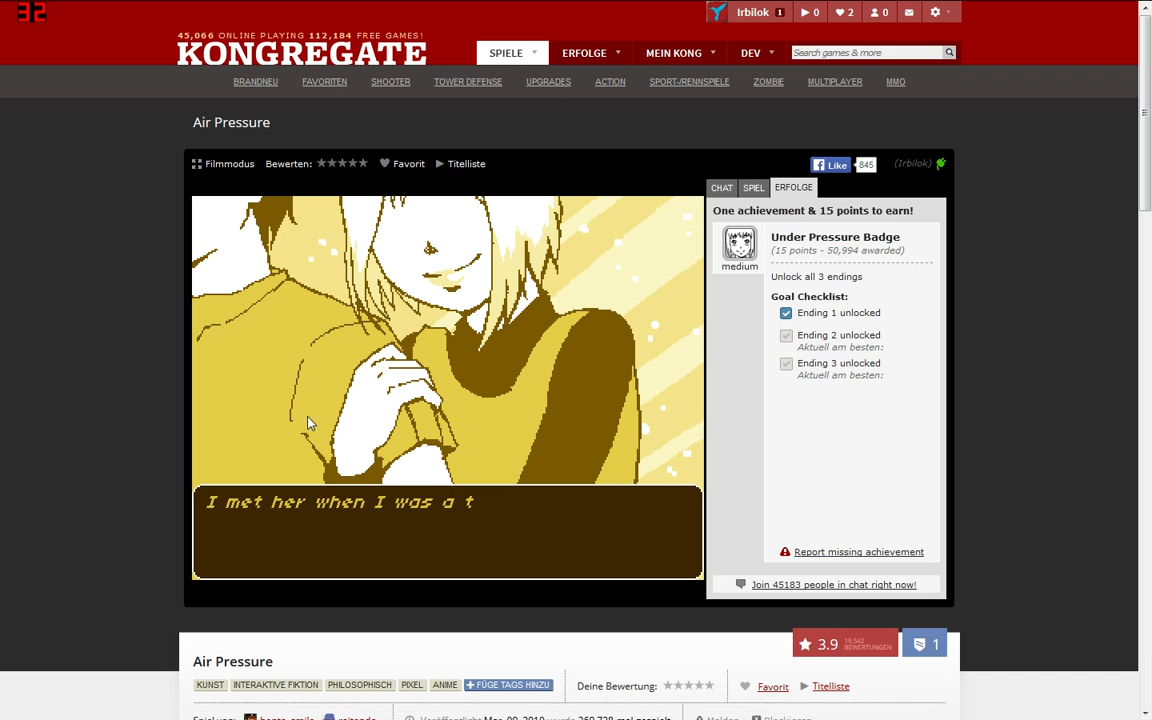 32
Irbilok 1 0 2 0
45,066 ONLINE PLAYING 112,184 FREE GAMES!
KONGREGATE
SPIELE ERFOLGE MEIN KONG DEV Search games & more
BRANDNEU FAVORITEN SHOOTER TOWER DEFENSE UPGRADES ACTION SPORT-/RENNSPIELE ZOMBIE MULTIPLAYER MMO
Air Pressure
Filmmodus Bewerten: Favorit Titelliste Like 845 (Irbilok)
CHAT SPIEL ERFOLGE
One achievement & 15 points to earn!
Under Pressure Badge
(15 points - 50,994 awarded)
medium
Unlock all 3 endings
Goal Checklist:
Ending 1 unlocked
Ending 2 unlocked
Aktuell am besten:
Ending 3 unlocked
Aktuell am besten:
I met her when I was a t
Report missing achievement
Join 45183 people in chat right now!
3.9 19,542 BEWERTUNGEN 1
Air Pressure
KUNST INTERAKTIVE FIKTION PHILOSOPHISCH PIXEL ANIME + FÜGE TAGS HINZU
Deine Bewertung: Favorit Titelliste